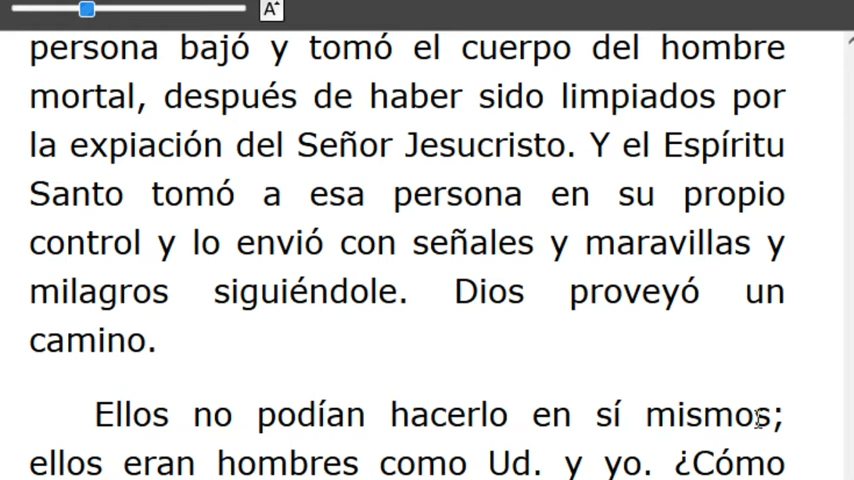 A
persona bajó y tomó el cuerpo del hombre
mortal, después de haber sido limpiados por
la expiación del Señor Jesucristo. Y el Espíritu
Santo tomó a esa persona en su propio
control y lo envió con señales y maravillas y
milagros siguiéndole. Dios proveyó un
camino.
Ellos no podían hacerlo en sí mismos;
ellos eran hombres como Ud. y yo. ¿Cómo